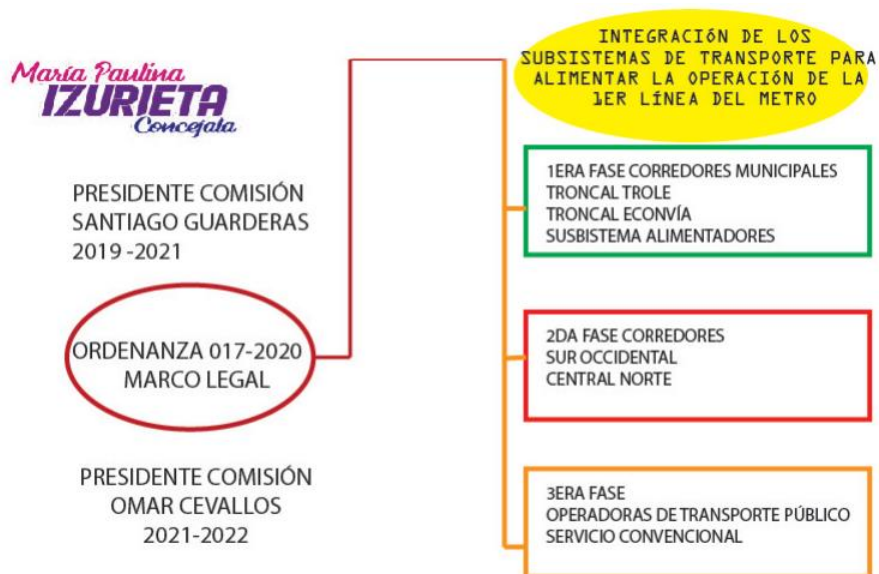 María Paulina
IZURIETA
Concejala
PRESIDENTE COMISIÓN
SANTIAGO GUARDERAS
2019 -2021
ORDENANZA 017-2020
MARCO LEGAL
PRESIDENTE COMISIÓN
OMAR CEVALLOS
2021-2022
INTEGRACIÓN DE LOS
SUBSISTEMAS DE TRANSPORTE PARA
ALIMENTAR LA OPERACIÓN DE LA
1ER LÍNEA DEL METRO
1ERA FASE CORREDORES MUNICIPALES
TRONCAL TROLE
TRONCAL ECONVÍA
SUSBISTEMA ALIMENTADORES
2DA FASE CORREDORES
SUR OCCIDENTAL
CENTRAL NORTE
3ERA FASE
OPERADORAS DE TRANSPORTE PÚBLICO
SERVICIO CONVENCIONAL